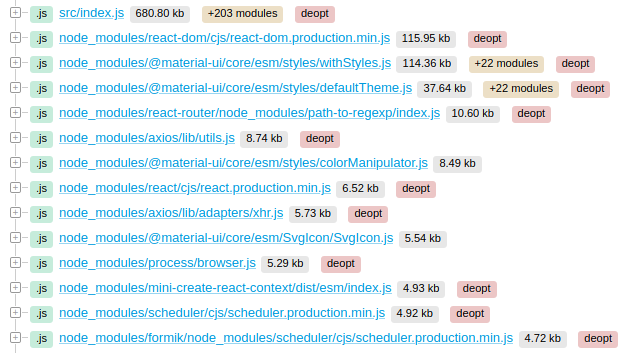 .js src/index.js 680.80 kb +203 modules deopt
.js node_modules/react-dom/cjs/react-dom.production.min.js 115.95 kb deopt
.js node_modules/@material-ui/core/esm/styles/withStyles.js 114.36 kb +22 modules deopt
.js node_modules/@material-ui/core/esm/styles/defaultTheme.js 37.64 kb +22 modules deopt
.js node_modules/react-router/node_modules/path-to-regexp/index.js 10.60 kb deopt
.js node_modules/axios/lib/utils.js 8.74 kb deopt
.js node_modules/@material-ui/core/esm/styles/colorManipulator.js 8.49 kb
.js node_modules/react/cjs/react.production.min.js 6.52 kb deopt
.js node_modules/axios/lib/adapters/xhr.js 5.73 kb deopt
.js node_modules/@material-ui/core/esm/SvgIcon/SvgIcon.js 5.54 kb
.js node_modules/process/browser.js 5.29 kb deopt
.js node_modules/mini-create-react-context/dist/esm/index.js 4.93 kb deopt
.js node_modules/scheduler/cjs/scheduler.production.min.js 4.92 kb deopt
.js node_modules/formik/node_modules/scheduler/cjs/scheduler.production.min.js 4.72 kb deopt